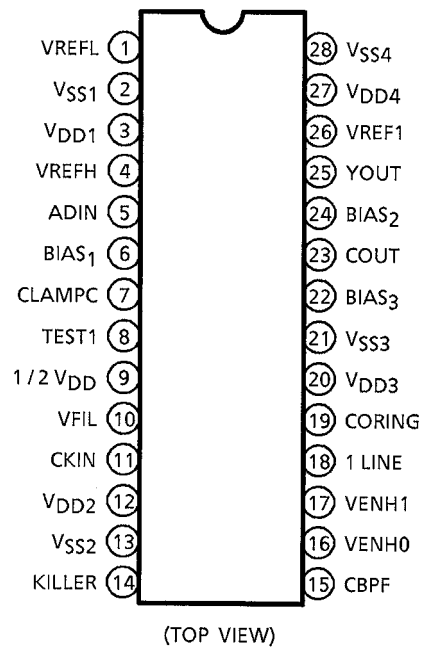 VREFL 1 28 VSS4
VSS1 2 27 VDD4
VDD1 3 26 VREF1
VREFH 4 25 YOUT
ADIN 5 24 BIAS2
BIAS1 6 23 COUT
CLAMPC 7 22 BIAS3
TEST1 8 21 VSS3
1/2 VDD 9 20 VDD3
VFIL 10 19 CORING
CKIN 11 18 1 LINE
VDD2 12 17 VENH1
VSS2 13 16 VENH0
KILLER 14 15 CBPF
(TOP VIEW)